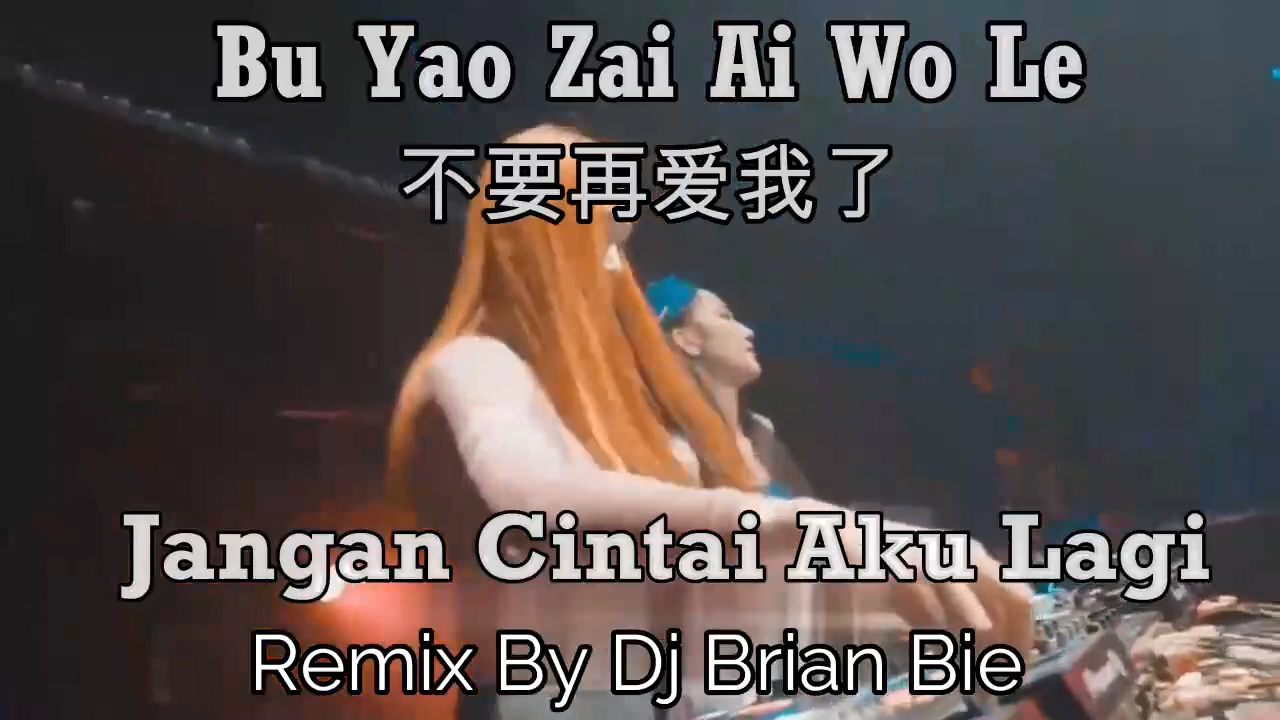 Bu Yao Zai Ai Wo Le
不要再爱我了
Jangan Cintai Aku Lagi
Remix By Dj Brian Bie